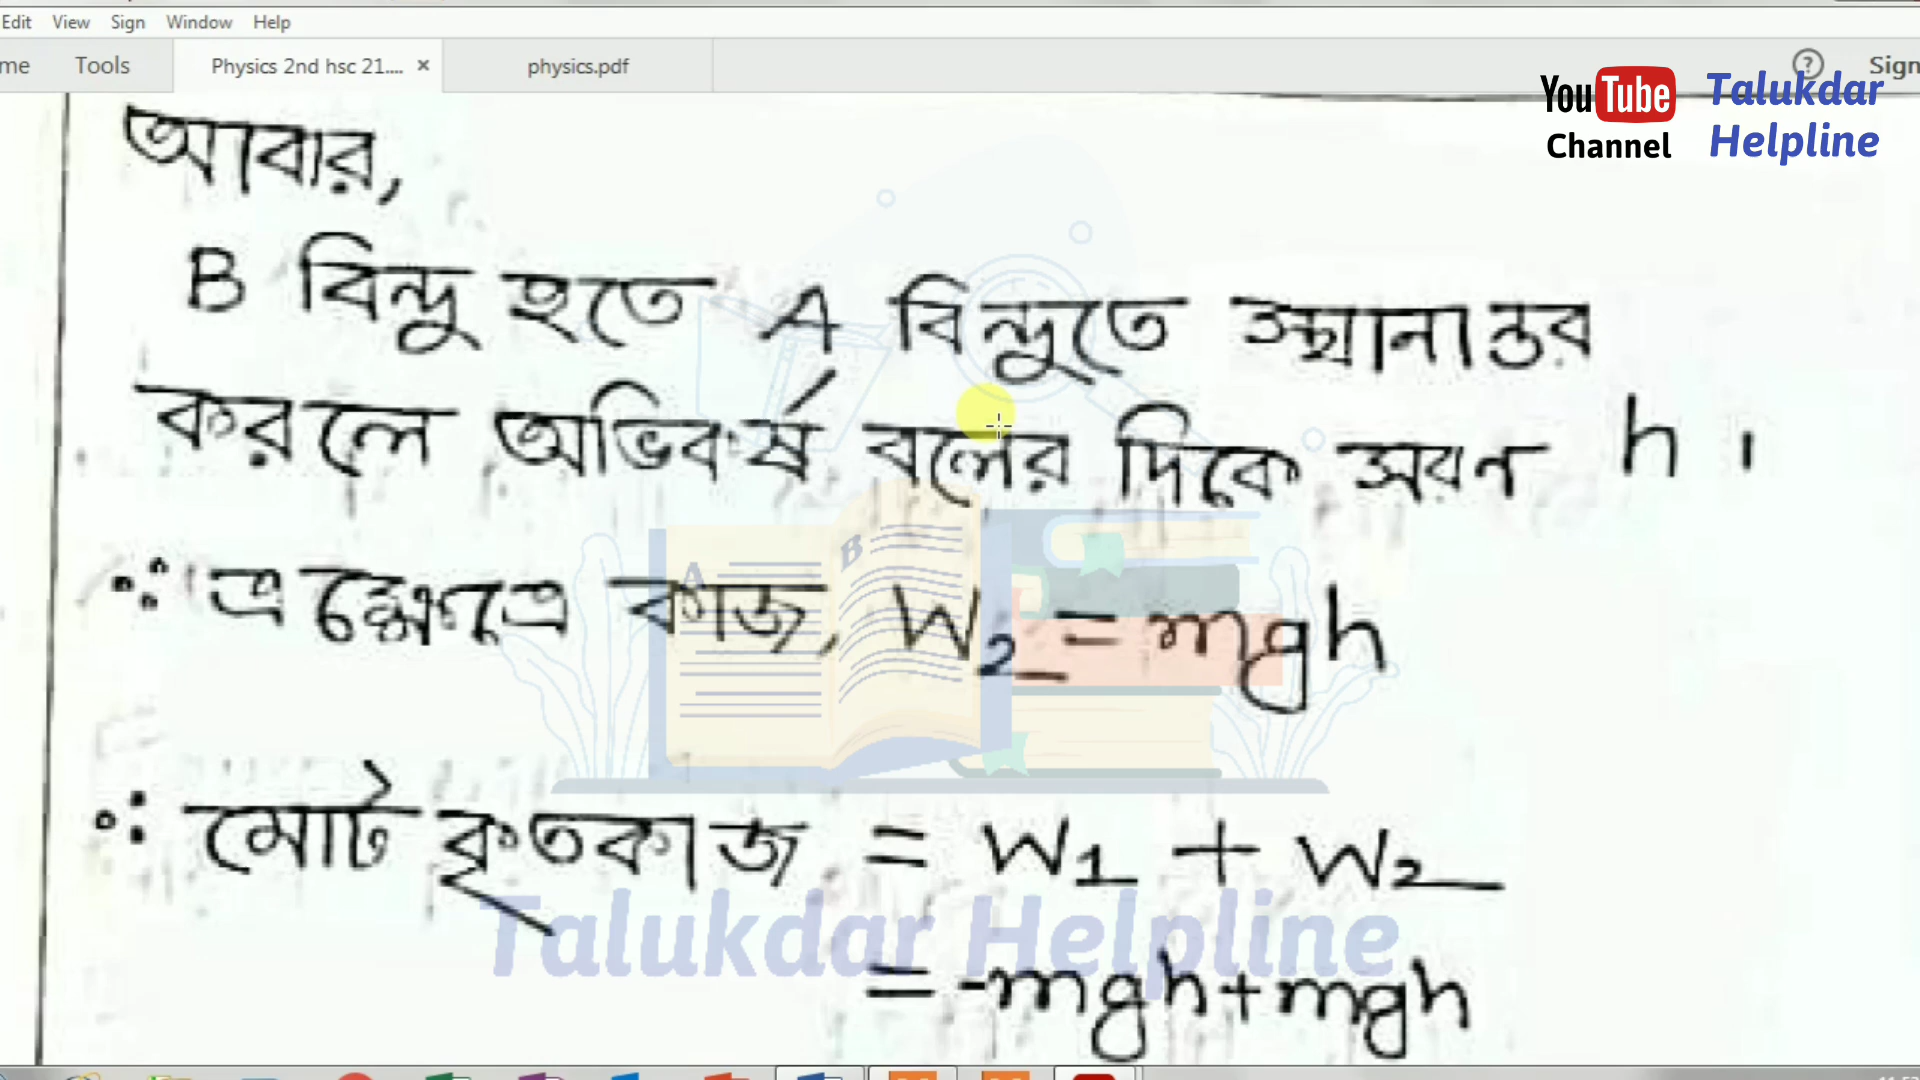 Edit View Sign Window Help
me Tools Physics 2nd hsc 21.... × physics.pdf ? Sign
YouTube Channel Talukdar Helpline
আবার,
B বিন্দু হতে A বিন্দুতে স্থানান্তর
করলে অভিকর্ষ বলের দিকে সরণ h ।
∴ এক্ষেত্রে কাজ, W₂ = mgh
∴ মোট কৃতকাজ = W₁ + W₂
= -mgh+mgh
A B
Talukdar Helpline